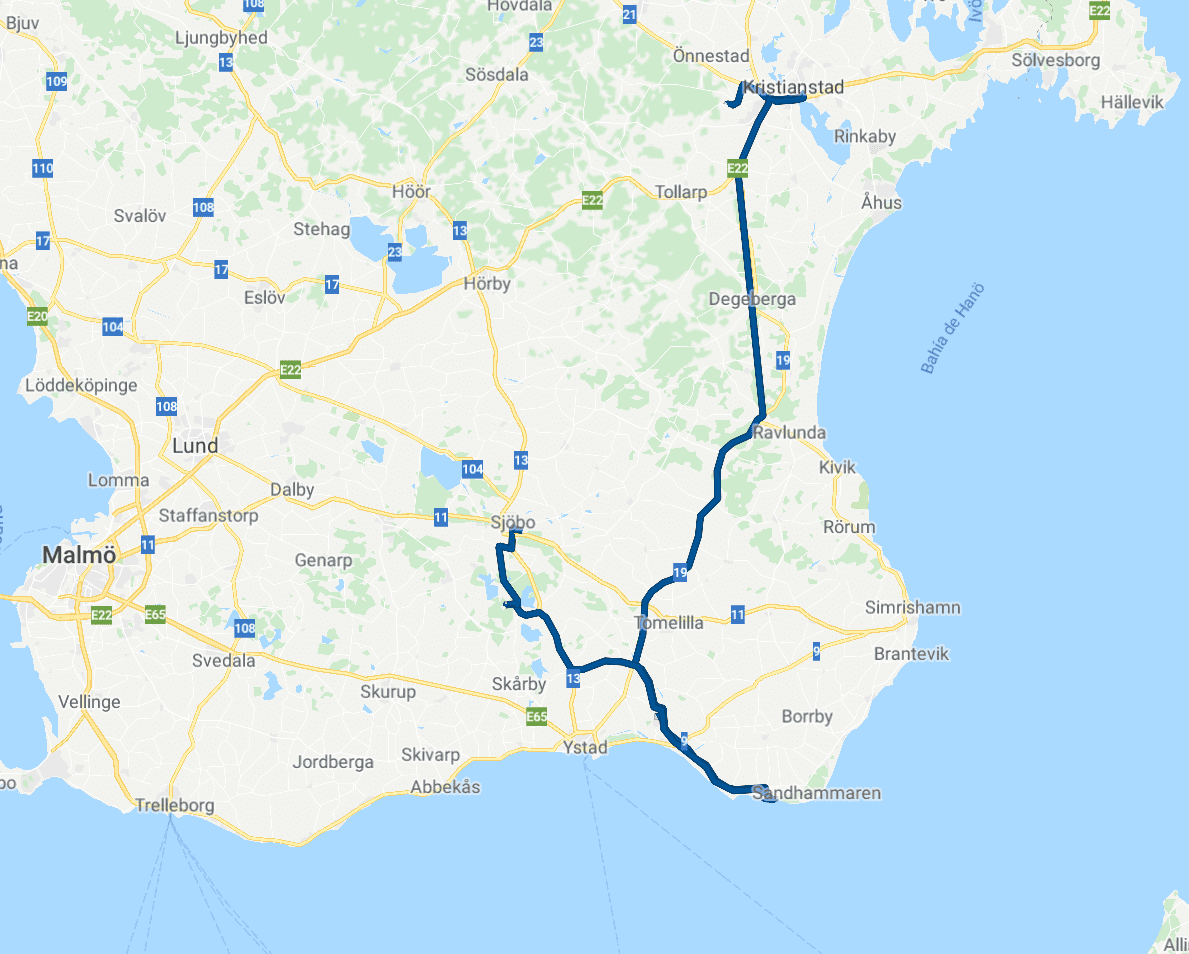 108
Hovdala
Bjuv
21
E22
Ljungbyhed
23
Önnestad
13
Sölvesborg
109
Sösdala
Kristianstad
Hällevik
Rinkaby
110
E22
Höör
Tollarp
E22
Åhus
108
Svalöv
Stehag
13
17
23
na
17
17
Hörby
Eslöv
Degeberga
Bahía de Hanö
E20
104
19
E22
Löddeköpinge
108
Ravlunda
Lund
13
104
Kivik
Lomma
Dalby
Staffanstorp
11
Sjöbo
Rörum
11
Malmö
Genarp
19
E22
E65
11
Simrishamn
108
Tomelilla
9
Brantevik
Svedala
13
Skårby
Skurup
Vellinge
E65
Borrby
9
Ystad
Skivarp
Jordberga
Abbekås
Sandhammaren
Trelleborg
Allin